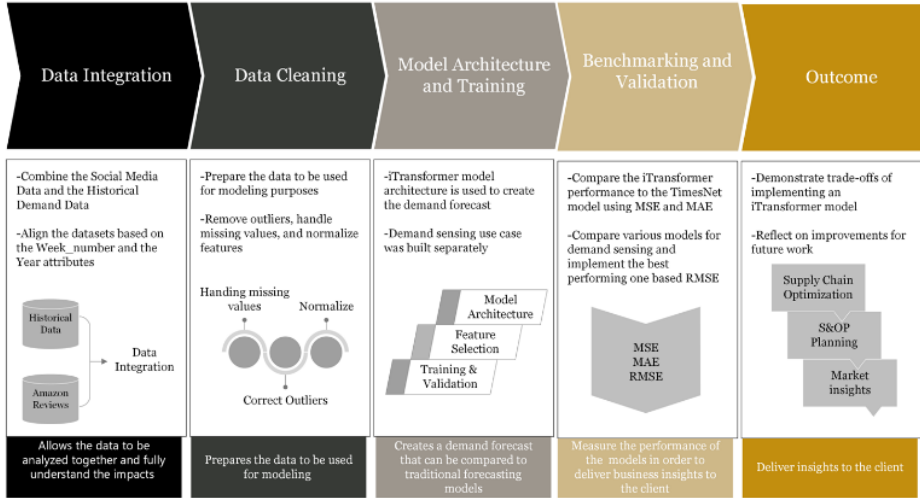 Data Integration
Data Cleaning
Model Architecture
and Training
Benchmarking and
Validation
Outcome
-Combine the Social Media
Data and the Historical
Demand Data
-Align the datasets based on
the Week_number and the
Year attributes
Historical
Data
Amazon
Reviews
Data
Integration
Allows the data to be
analyzed together and fully
understand the impacts
-Prepare the data to be used
for modeling purposes
-Remove outliers, handle
missing values, and normalize
features
Handing missing
values
Normalize
Correct Outliers
Prepares the data to be used
for modeling
-iTransformer model
architecture is used to create
the demand forecast
-Demand sensing use case
was built separately
Model
Architecture
Feature
Selection
Training &
Validation
Creates a demand forecast
that can be compared to
traditional forecasting
models
-Compare the iTransformer
performance to the TimesNet
model using MSE and MAE
-Compare various models for
demand sensing and
implement the best
performing one based RMSE
MSE
MAE
RMSE
Measure the performance of
the models in order to
deliver business insights to
the client
-Demonstrate trade-offs of
implementing an
iTransformer model
-Reflect on improvements for
future work
Supply Chain
Optimization
S&OP
Planning
Market
insights
Deliver insights to the client